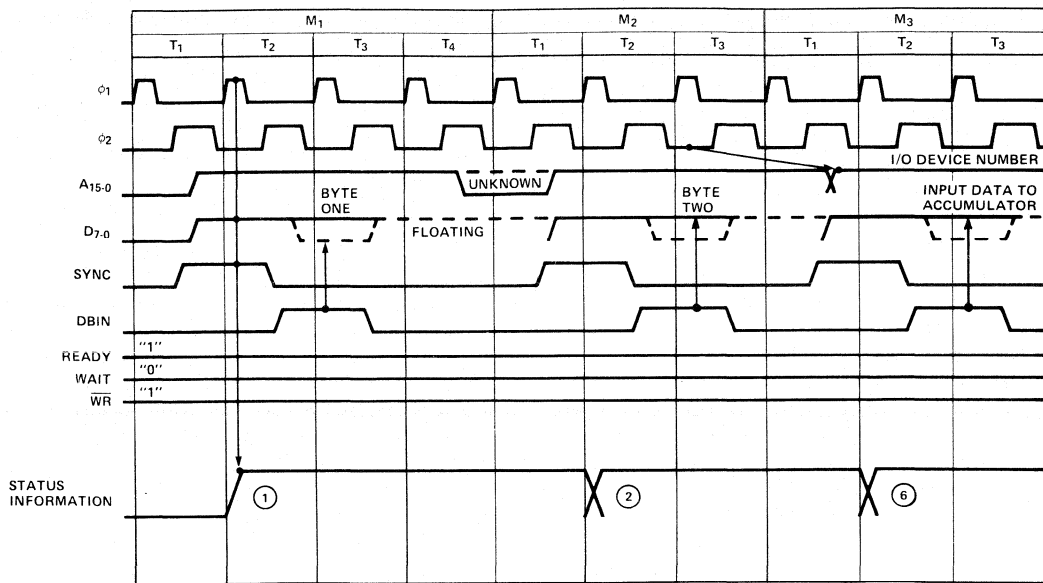 M1 M2 M3
T1 T2 T3 T4 T1 T2 T3 T1 T2 T3
ϕ1
ϕ2
I/O DEVICE NUMBER
A15-0
UNKNOWN
BYTE
ONE
BYTE
TWO
INPUT DATA TO
ACCUMULATOR
D7-0
FLOATING
SYNC
DBIN
READY "1"
WAIT "0"
WR "1"
STATUS
INFORMATION
1 2 6